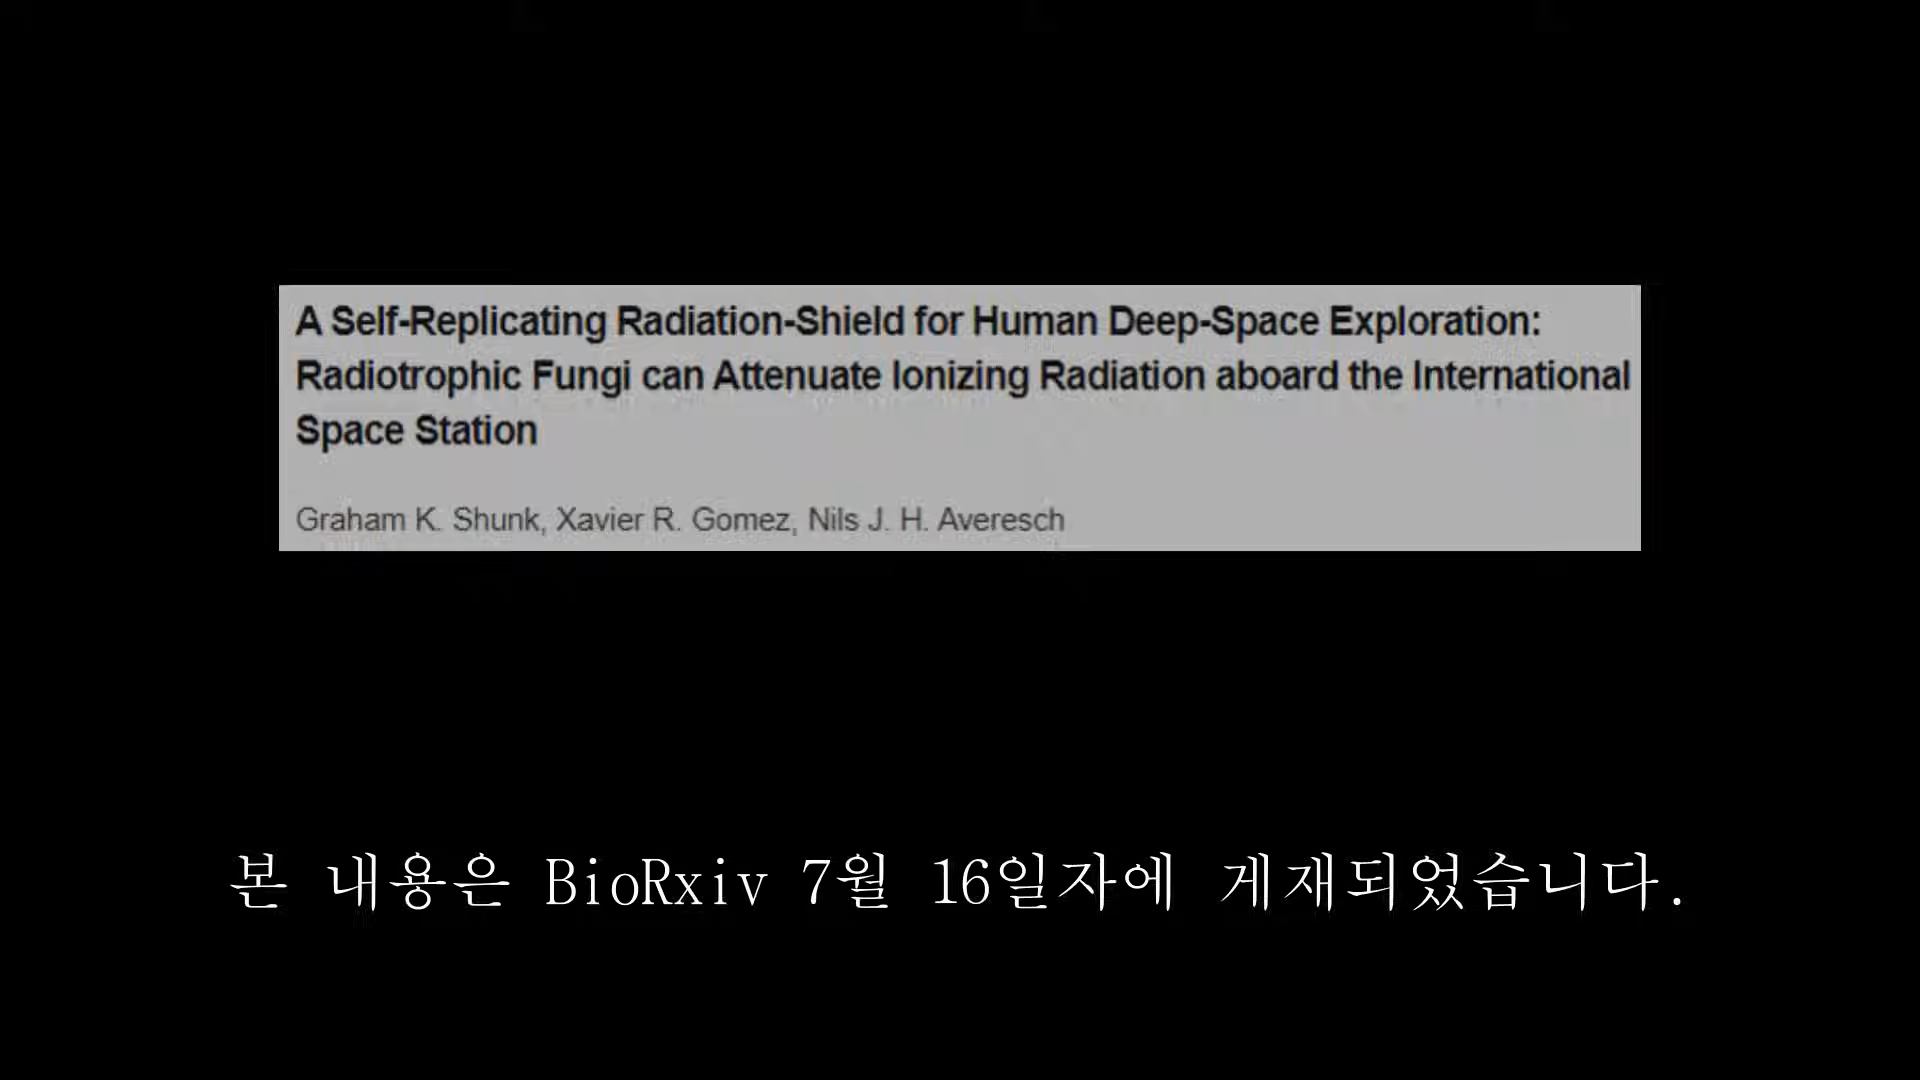 A Self-Replicating Radiation-Shield for Human Deep-Space Exploration:
Radiotrophic Fungi can Attenuate Ionizing Radiation aboard the International
Space Station
Graham K. Shunk, Xavier R. Gomez, Nils J. H. Averesch
본 내용은 BioRxiv 7월 16일자에 게재되었습니다.